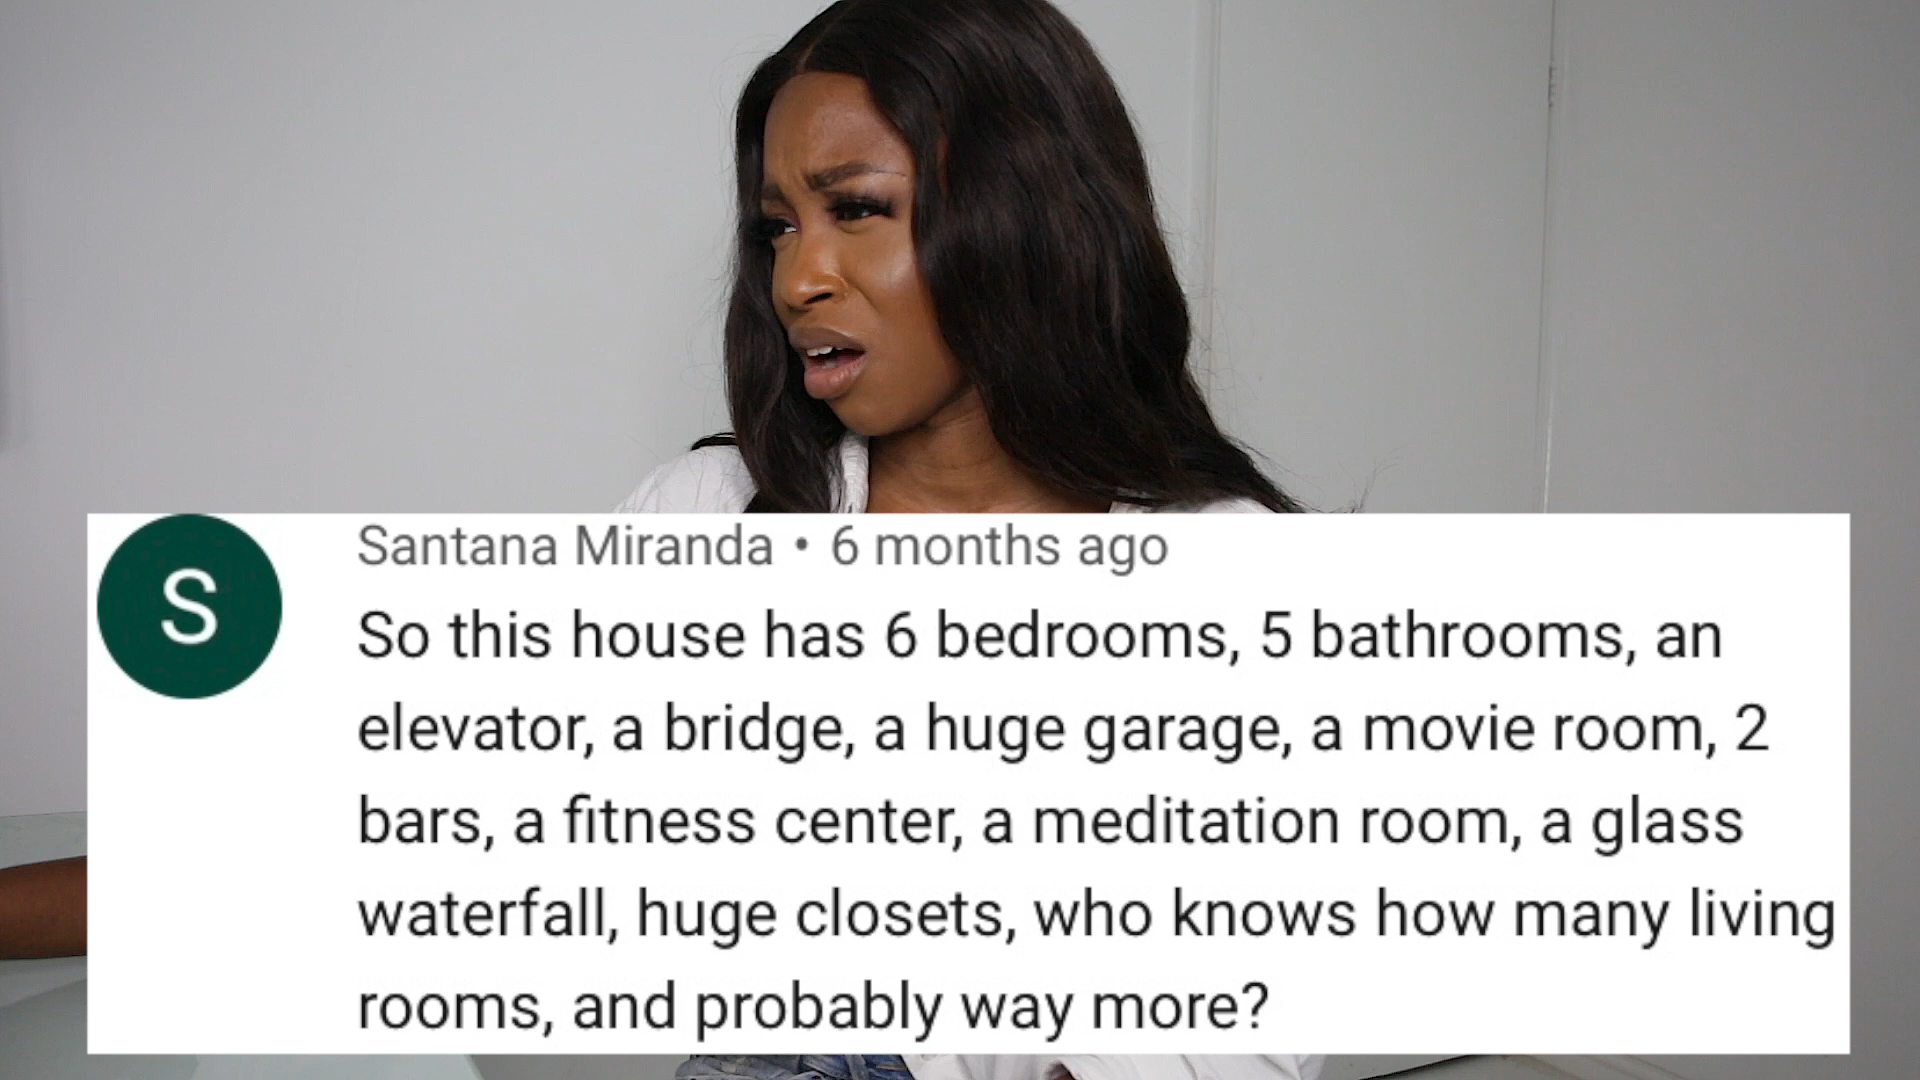 S
Santana Miranda • 6 months ago
So this house has 6 bedrooms, 5 bathrooms, an
elevator, a bridge, a huge garage, a movie room, 2
bars, a fitness center, a meditation room, a glass
waterfall, huge closets, who knows how many living
rooms, and probably way more?